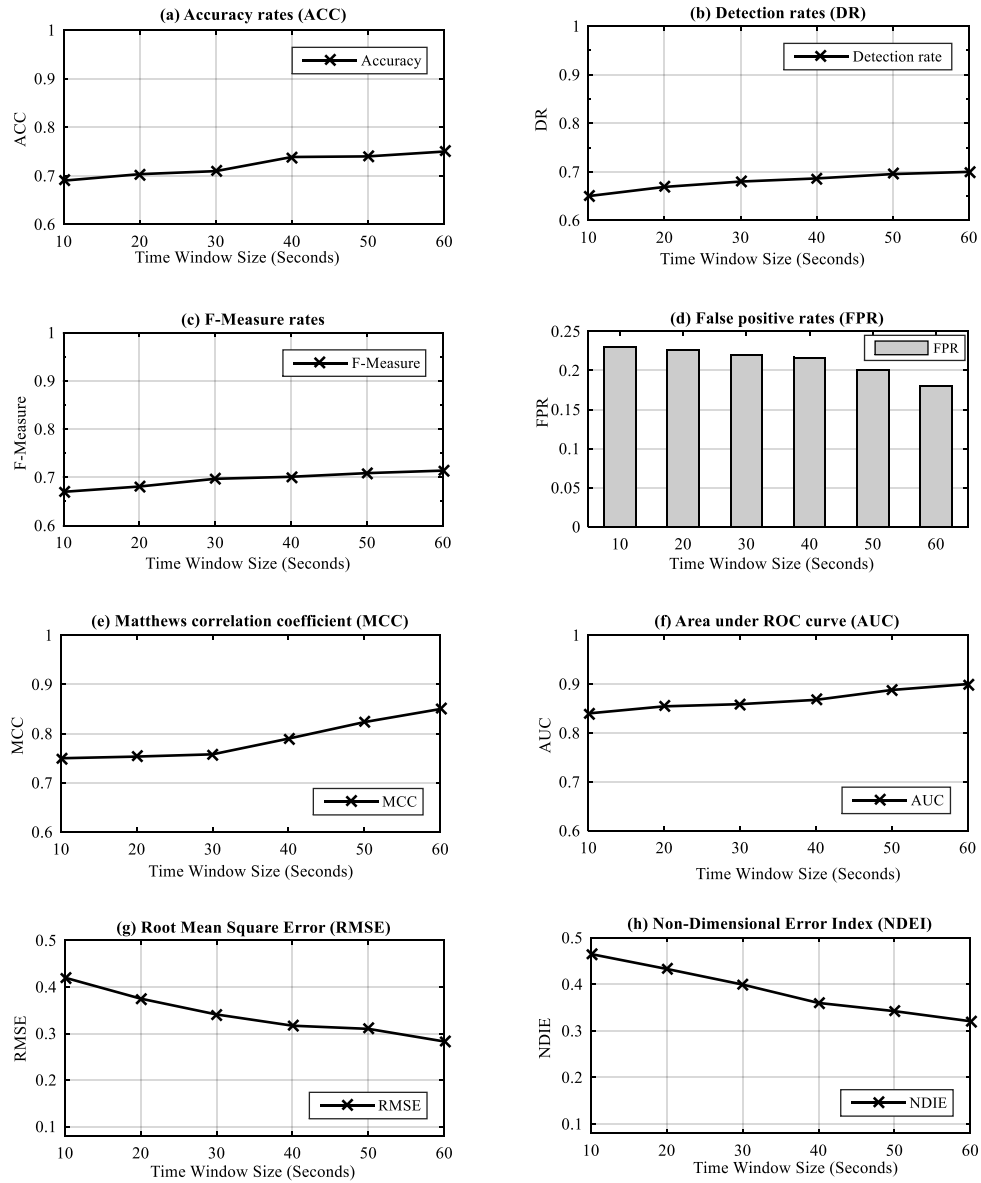 (a) Accuracy rates (ACC)
1
0.9
0.8
0.7
0.6
ACC
Accuracy
10 20 30 40 50 60
Time Window Size (Seconds)
(b) Detection rates (DR)
1
0.9
0.8
0.7
0.6
DR
Detection rate
10 20 30 40 50 60
Time Window Size (Seconds)
(c) F-Measure rates
1
0.9
0.8
0.7
0.6
F-Measure
F-Measure
10 20 30 40 50 60
Time Window Size (Seconds)
(d) False positive rates (FPR)
0.25
0.2
0.15
0.1
0.05
0
FPR
FPR
10 20 30 40 50 60
Time Window Size (Seconds)
(e) Matthews correlation coefficient (MCC)
1
0.9
0.8
0.7
0.6
MCC
MCC
10 20 30 40 50 60
Time Window Size (Seconds)
(f) Area under ROC curve (AUC)
1
0.9
0.8
0.7
0.6
AUC
AUC
10 20 30 40 50 60
Time Window Size (Seconds)
(g) Root Mean Square Error (RMSE)
0.5
0.4
0.3
0.2
0.1
RMSE
RMSE
10 20 30 40 50 60
Time Window Size (Seconds)
(h) Non-Dimensional Error Index (NDEI)
0.5
0.4
0.3
0.2
0.1
NDIE
NDIE
10 20 30 40 50 60
Time Window Size (Seconds)